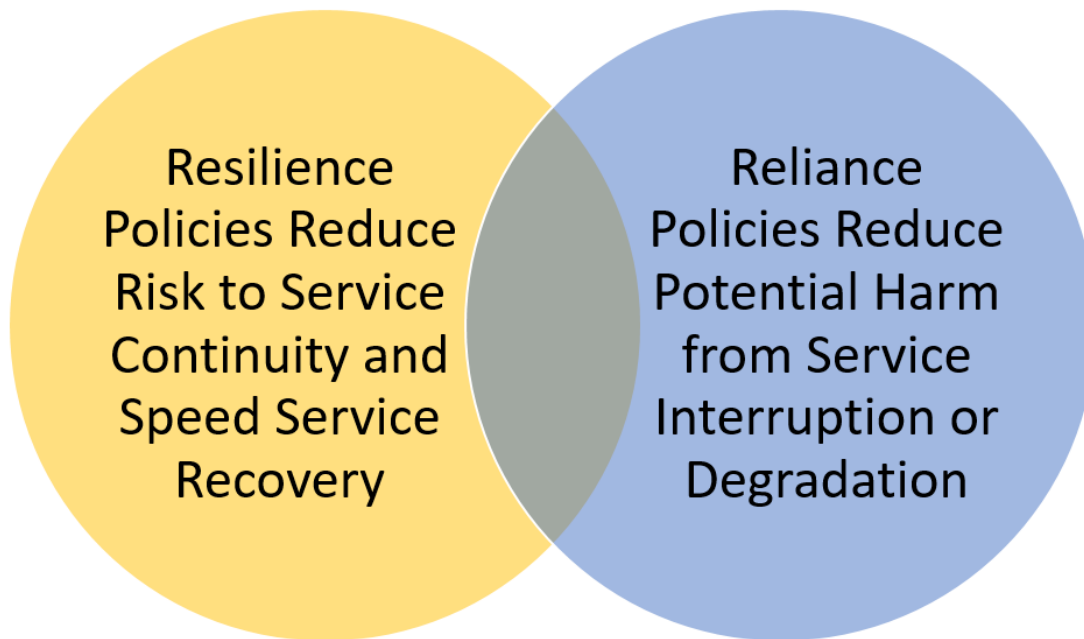 Resilience
Policies Reduce
Risk to Service
Continuity and
Speed Service
Recovery
Reliance
Policies Reduce
Potential Harm
from Service
Interruption or
Degradation